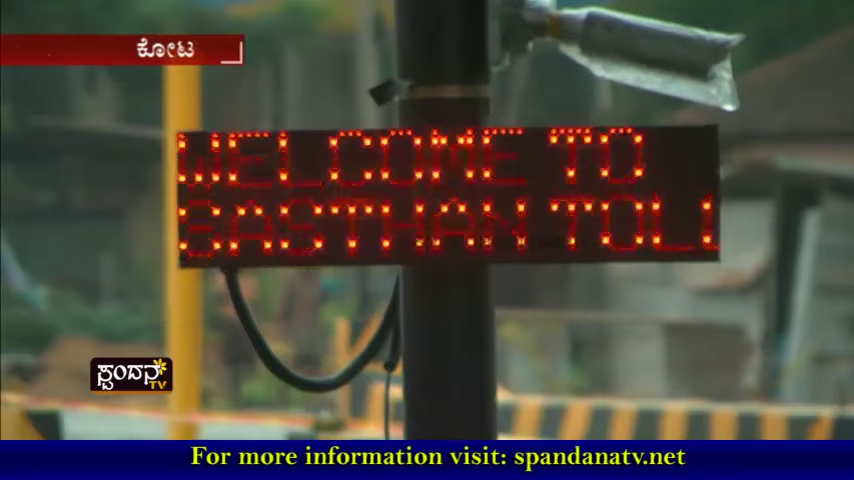 ಕೋಟ
WELCOME TO
SASTHAN TOLL
ಸ್ಪಂದನ
TV
For more information visit: spandanatv.net